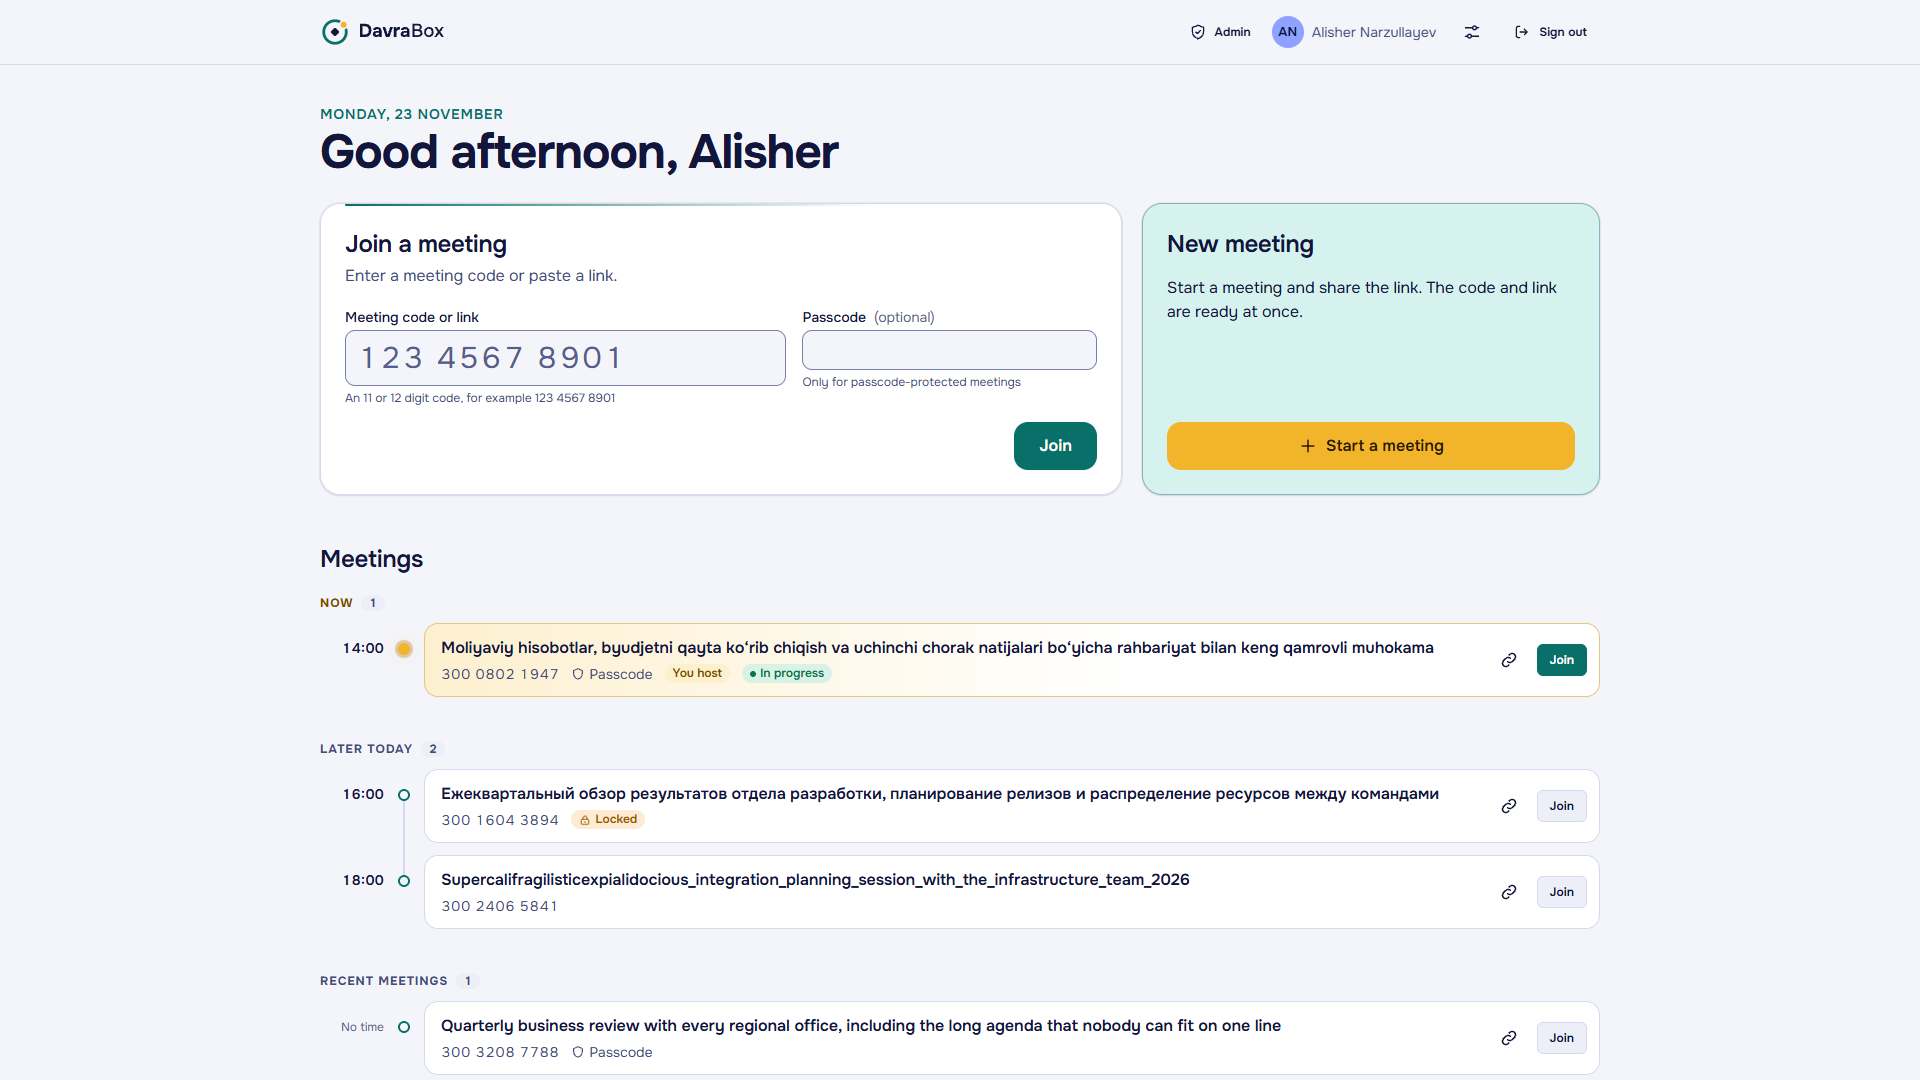 DavraBox
Admin
AN
Alisher Narzullayev
Sign out
MONDAY, 23 NOVEMBER
Good afternoon, Alisher
Join a meeting
Enter a meeting code or paste a link.
Meeting code or link
Passcode (optional)
123 4567 8901
Only for passcode-protected meetings
An 11 or 12 digit code, for example 123 4567 8901
Join
New meeting
Start a meeting and share the link. The code and link
are ready at once.
Start a meeting
Meetings
NOW 1
14:00
Moliyaviy hisobotlar, byudjetni qayta koʻrib chiqish va uchinchi chorak natijalari boʻyicha rahbariyat bilan keng qamrovli muhokama
300 0802 1947 Passcode You host In progress
Join
LATER TODAY 2
16:00
Ежеквартальный обзор результатов отдела разработки, планирование релизов и распределение ресурсов между командами
300 1604 3894 Locked
Join
18:00
Supercalifragilisticexpialidocious_integration_planning_session_with_the_infrastructure_team_2026
300 2406 5841
Join
RECENT MEETINGS 1
No time
Quarterly business review with every regional office, including the long agenda that nobody can fit on one line
300 3208 7788 Passcode
Join